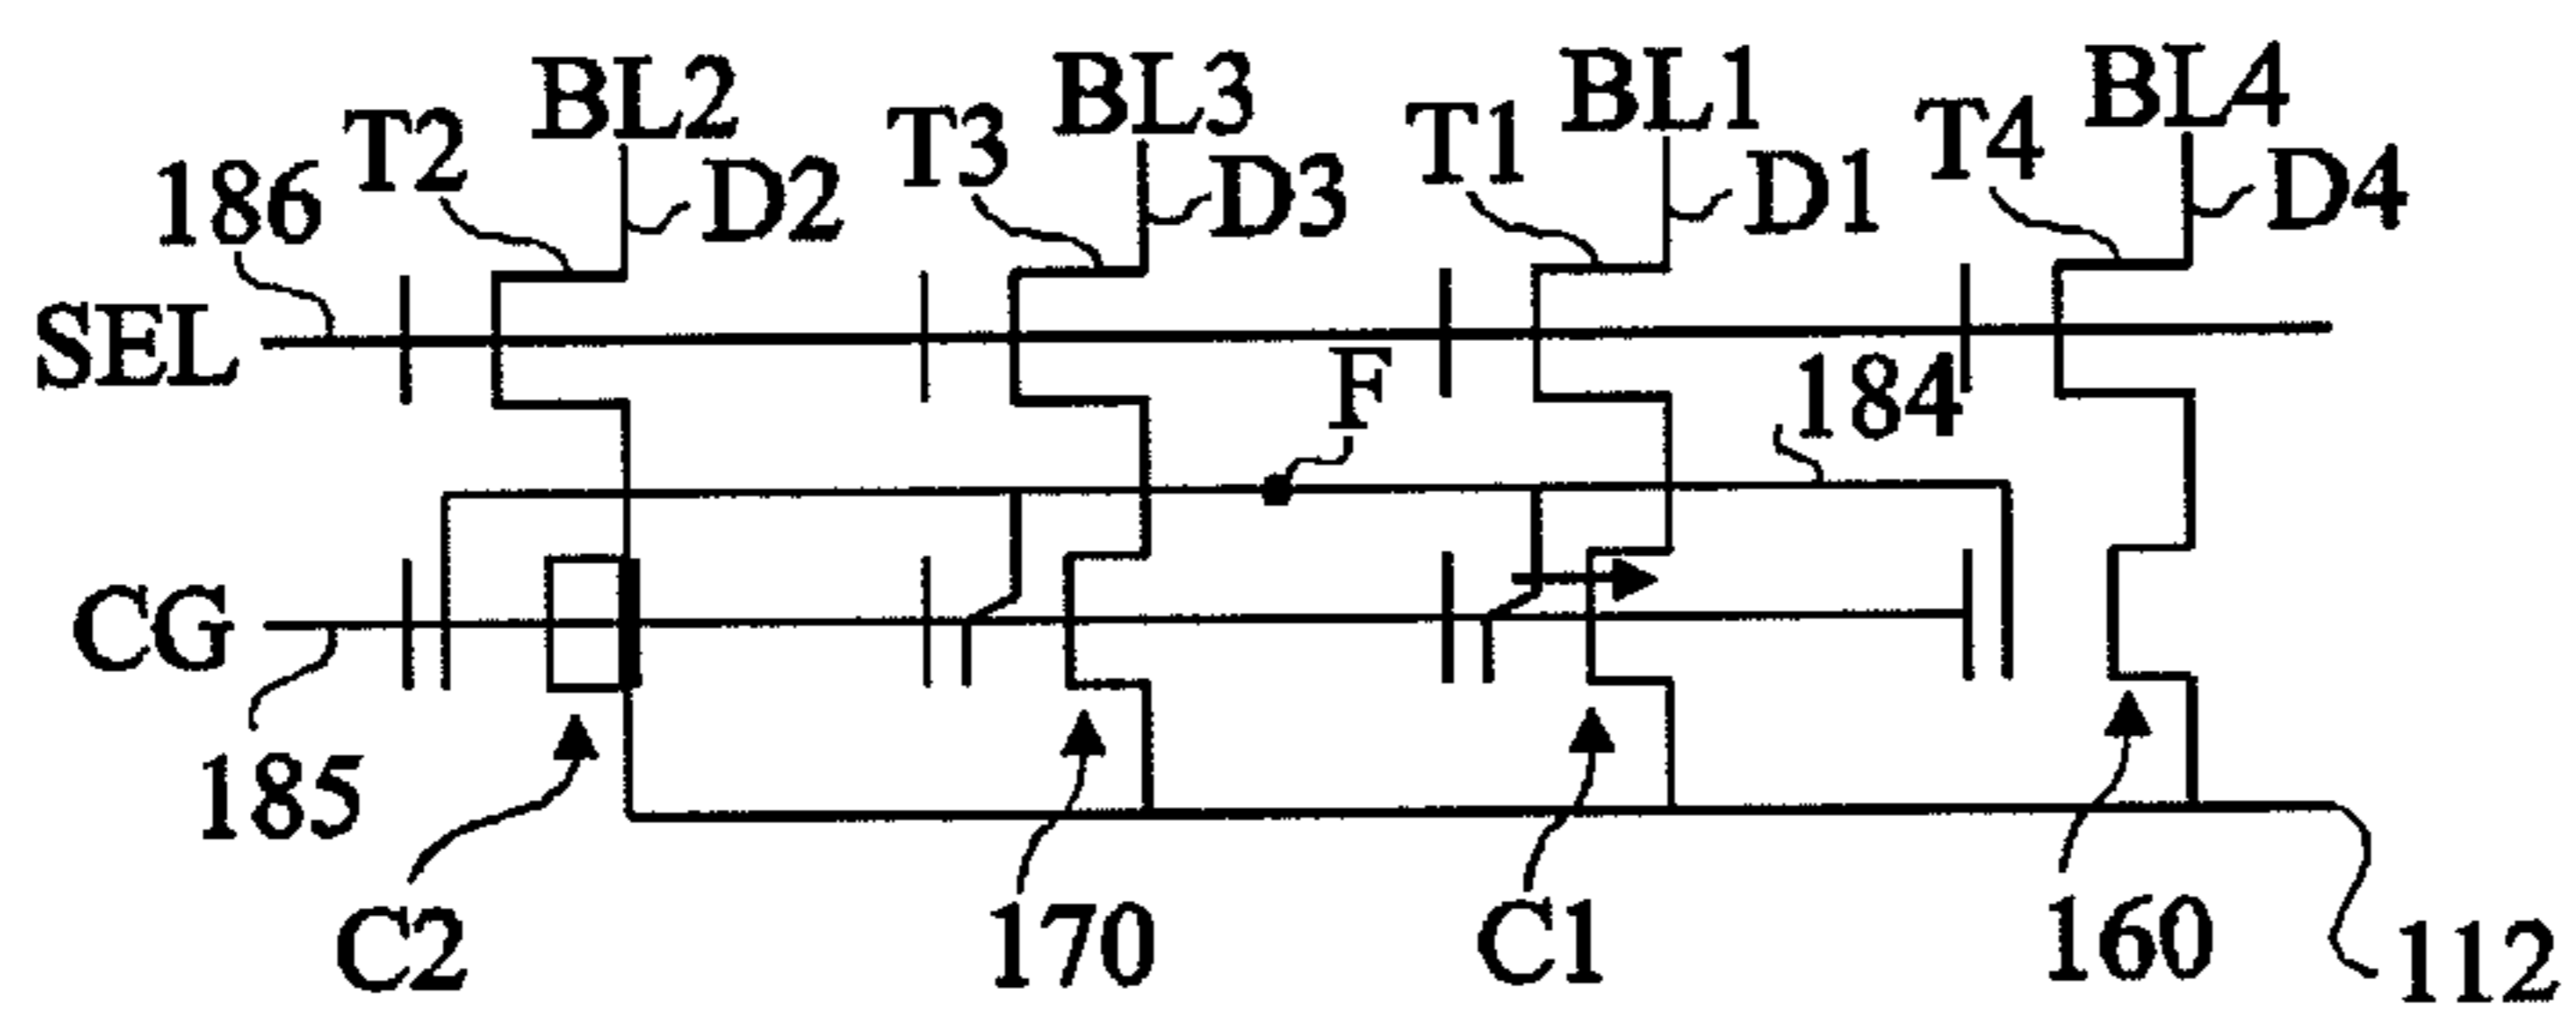 BL2 BL3 BL1 BL4
T2 T3 T1 T4
186 D2 D3 D1 D4
SEL
F 184
CG
185
C2 170 C1 160 112